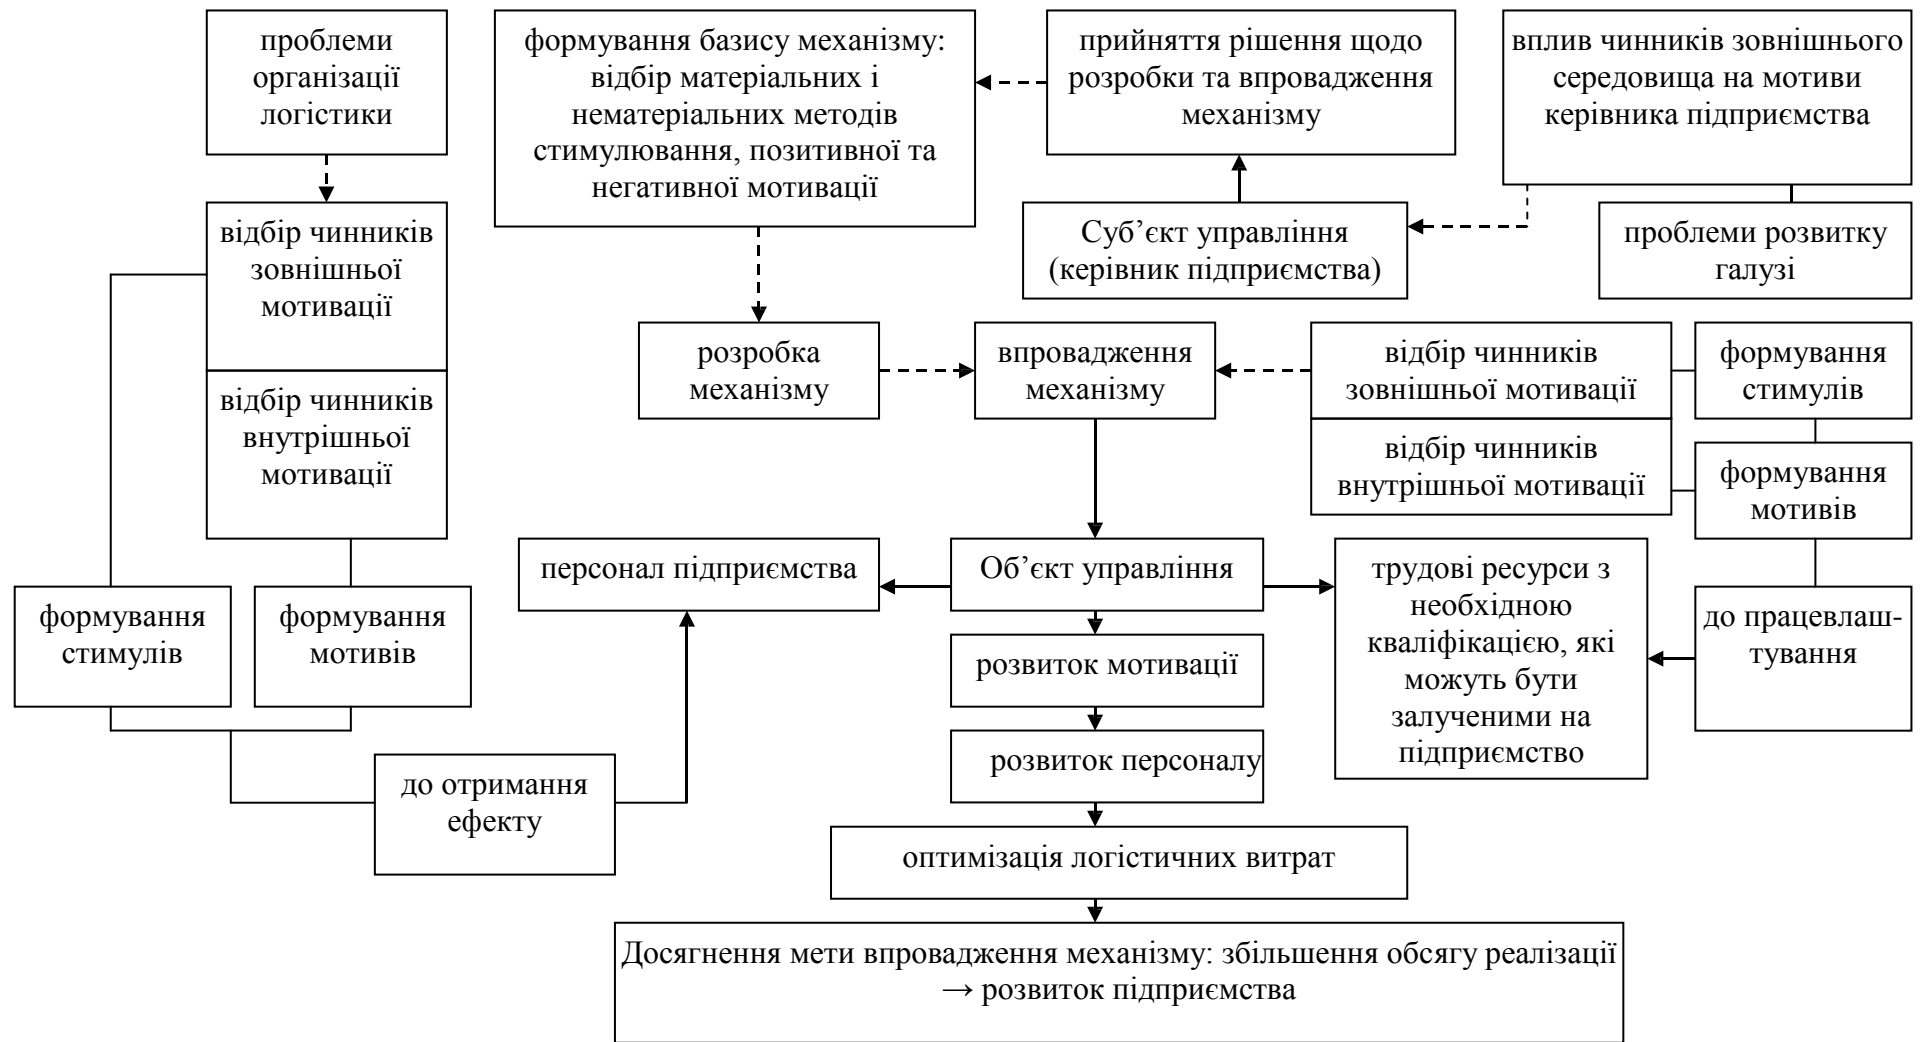 проблеми
організації
логістики
формування базису механізму:
відбір матеріальних і
нематеріальних методів
стимулювання, позитивної та
негативної мотивації
прийняття рішення щодо
розробки та впровадження
механізму
вплив чинників зовнішнього
середовища на мотиви
керівника підприємства
відбір чинників
зовнішньої
мотивації
Суб’єкт управління
(керівник підприємства)
проблеми розвитку
галузі
розробка
механізму
впровадження
механізму
відбір чинників
зовнішньої мотивації
формування
стимулів
відбір чинників
внутрішньої
мотивації
відбір чинників
внутрішньої мотивації
формування
мотивів
персонал підприємства
Об’єкт управління
трудові ресурси з
необхідною
кваліфікацією, які
можуть бути
залученими на
підприємство
до працевлаш-
тування
формування
стимулів
формування
мотивів
розвиток мотивації
розвиток персоналу
до отримання
ефекту
оптимізація логістичних витрат
Досягнення мети впровадження механізму: збільшення обсягу реалізації
→ розвиток підприємства